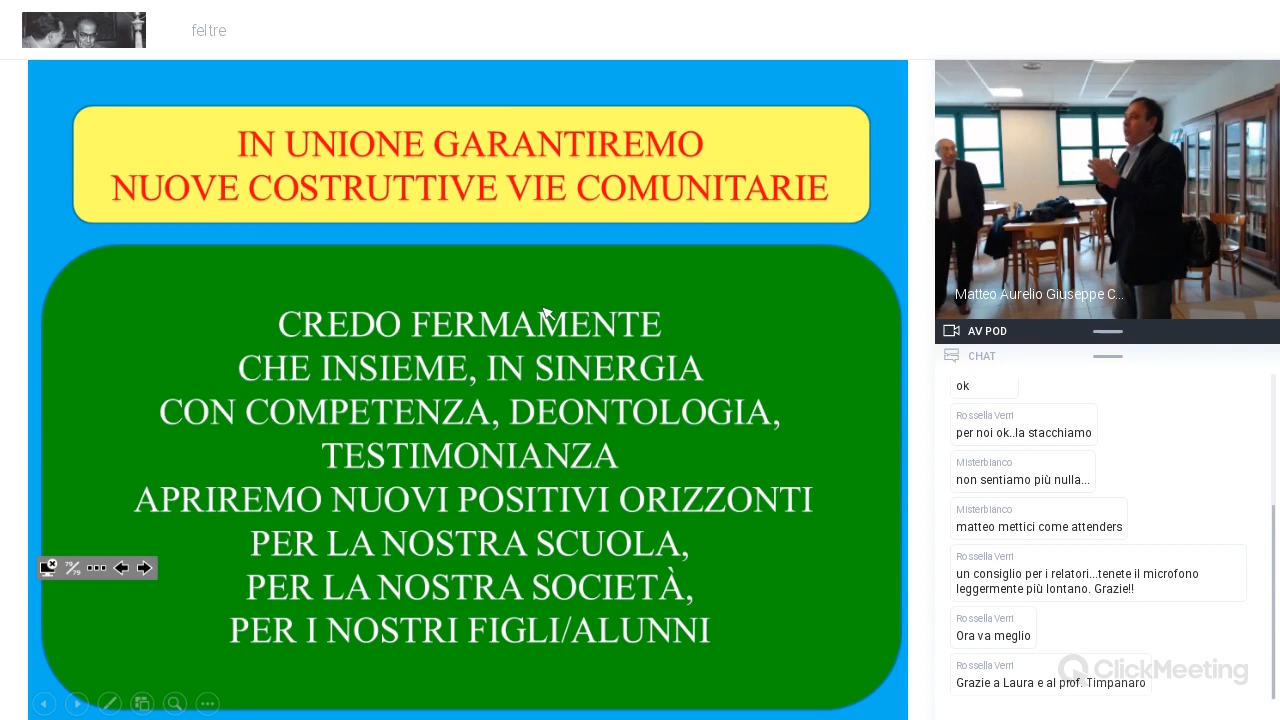 feltre
IN UNIONE GARANTIREMO
NUOVE COSTRUTTIVE VIE COMUNITARIE
CREDO FERMAMENTE
CHE INSIEME, IN SINERGIA
CON COMPETENZA, DEONTOLOGIA,
TESTIMONIANZA
APRIREMO NUOVI POSITIVI ORIZZONTI
PER LA NOSTRA SCUOLA,
PER LA NOSTRA SOCIETÀ,
PER I NOSTRI FIGLI/ALUNNI
79/79
Matteo Aurelio Giuseppe C...
AV POD
CHAT
ok
Rossella Verri
per noi ok..la stacchiamo
Misterbianco
non sentiamo più nulla...
Misterbianco
matteo mettici come attenders
Rossella Verri
un consiglio per i relatori...tenete il microfono
leggermente più lontano. Grazie!!
Rossella Verri
Ora va meglio
Rossella Verri
Grazie a Laura e al prof. Timpanaro
ClickMeeting